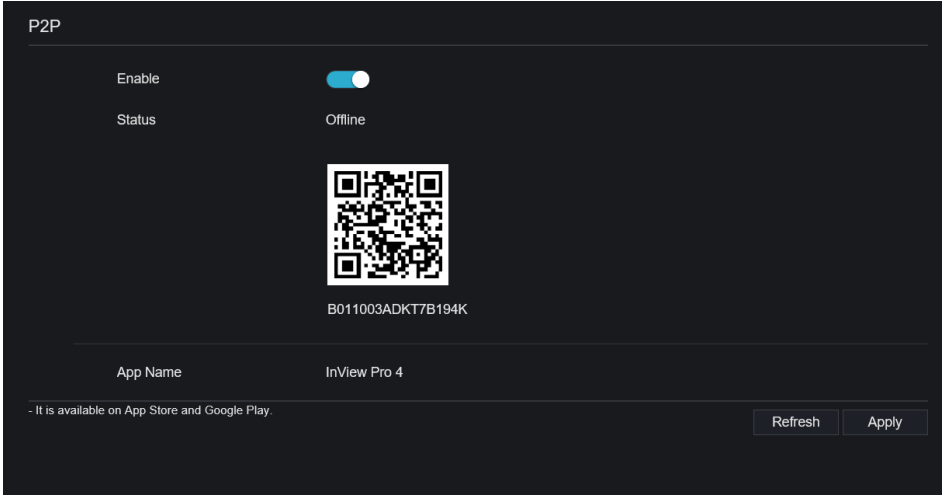 P2P
Enable
Status Offline
B011003ADKT7B194K
App Name InView Pro 4
- It is available on App Store and Google Play.
Refresh Apply